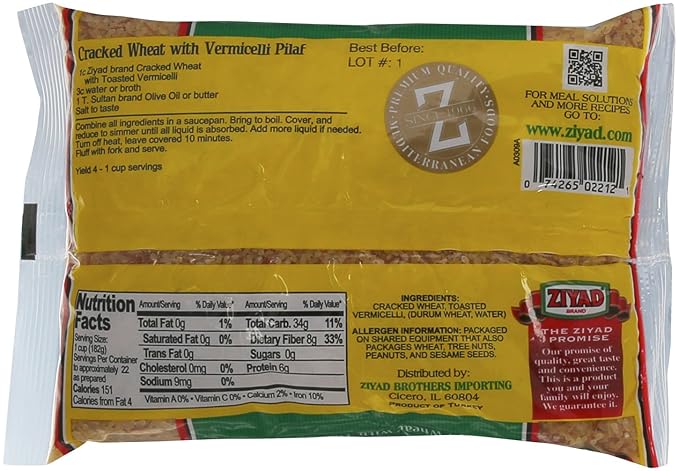 Cracked Wheat with Vermicelli Pilaf
1c Ziyad brand Cracked Wheat
with Toasted Vermicelli
3c water or broth
1 T. Sultan brand Olive Oil or butter
Salt to taste
Combine all ingredients in a saucepan. Bring to boil. Cover, and
reduce to simmer until all liquid is absorbed. Add more liquid if needed.
Turn off heat, leave covered 10 minutes.
Fluff with fork and serve.
Yield 4 - 1 cup servings
Best Before:
LOT #: 1
PREMIUM QUALITY
SINCE 1966
Z
MEDITERRANEAN FOODS
FOR MEAL SOLUTIONS
AND MORE RECIPES
GO TO:
www.ziyad.com
A0309A
0 74265 02212 1
Nutrition
Facts
Serving Size:
1 cup (182g)
Servings Per Container
to approximately 22
as prepared
Calories 151
Calories from Fat 4
Amount/Serving % Daily Value* Amount/Serving % Daily Value*
Total Fat 0g 1% Total Carb. 34g 11%
Saturated Fat 0g 0% Dietary Fiber 8g 33%
Trans Fat 0g Sugars 0g
Cholesterol 0mg 0% Protein 6g
Sodium 9mg 0%
Vitamin A 0% • Vitamin C 0% • Calcium 2% • Iron 10%
INGREDIENTS:
CRACKED WHEAT, TOASTED
VERMICELLI, (DURUM WHEAT, WATER)
ALLERGEN INFORMATION: PACKAGED
ON SHARED EQUIPMENT THAT ALSO
PACKAGES WHEAT, TREE NUTS,
PEANUTS, AND SESAME SEEDS.
Distributed by:
ZIYAD BROTHERS IMPORTING
Cicero, IL 60804
PRODUCT OF TURKEY
ZIYAD
BRAND
THE ZIYAD
PROMISE
Our promise of
quality, great taste
and convenience.
This is a product
you and your
family will enjoy.
We guarantee it.
Wheat With